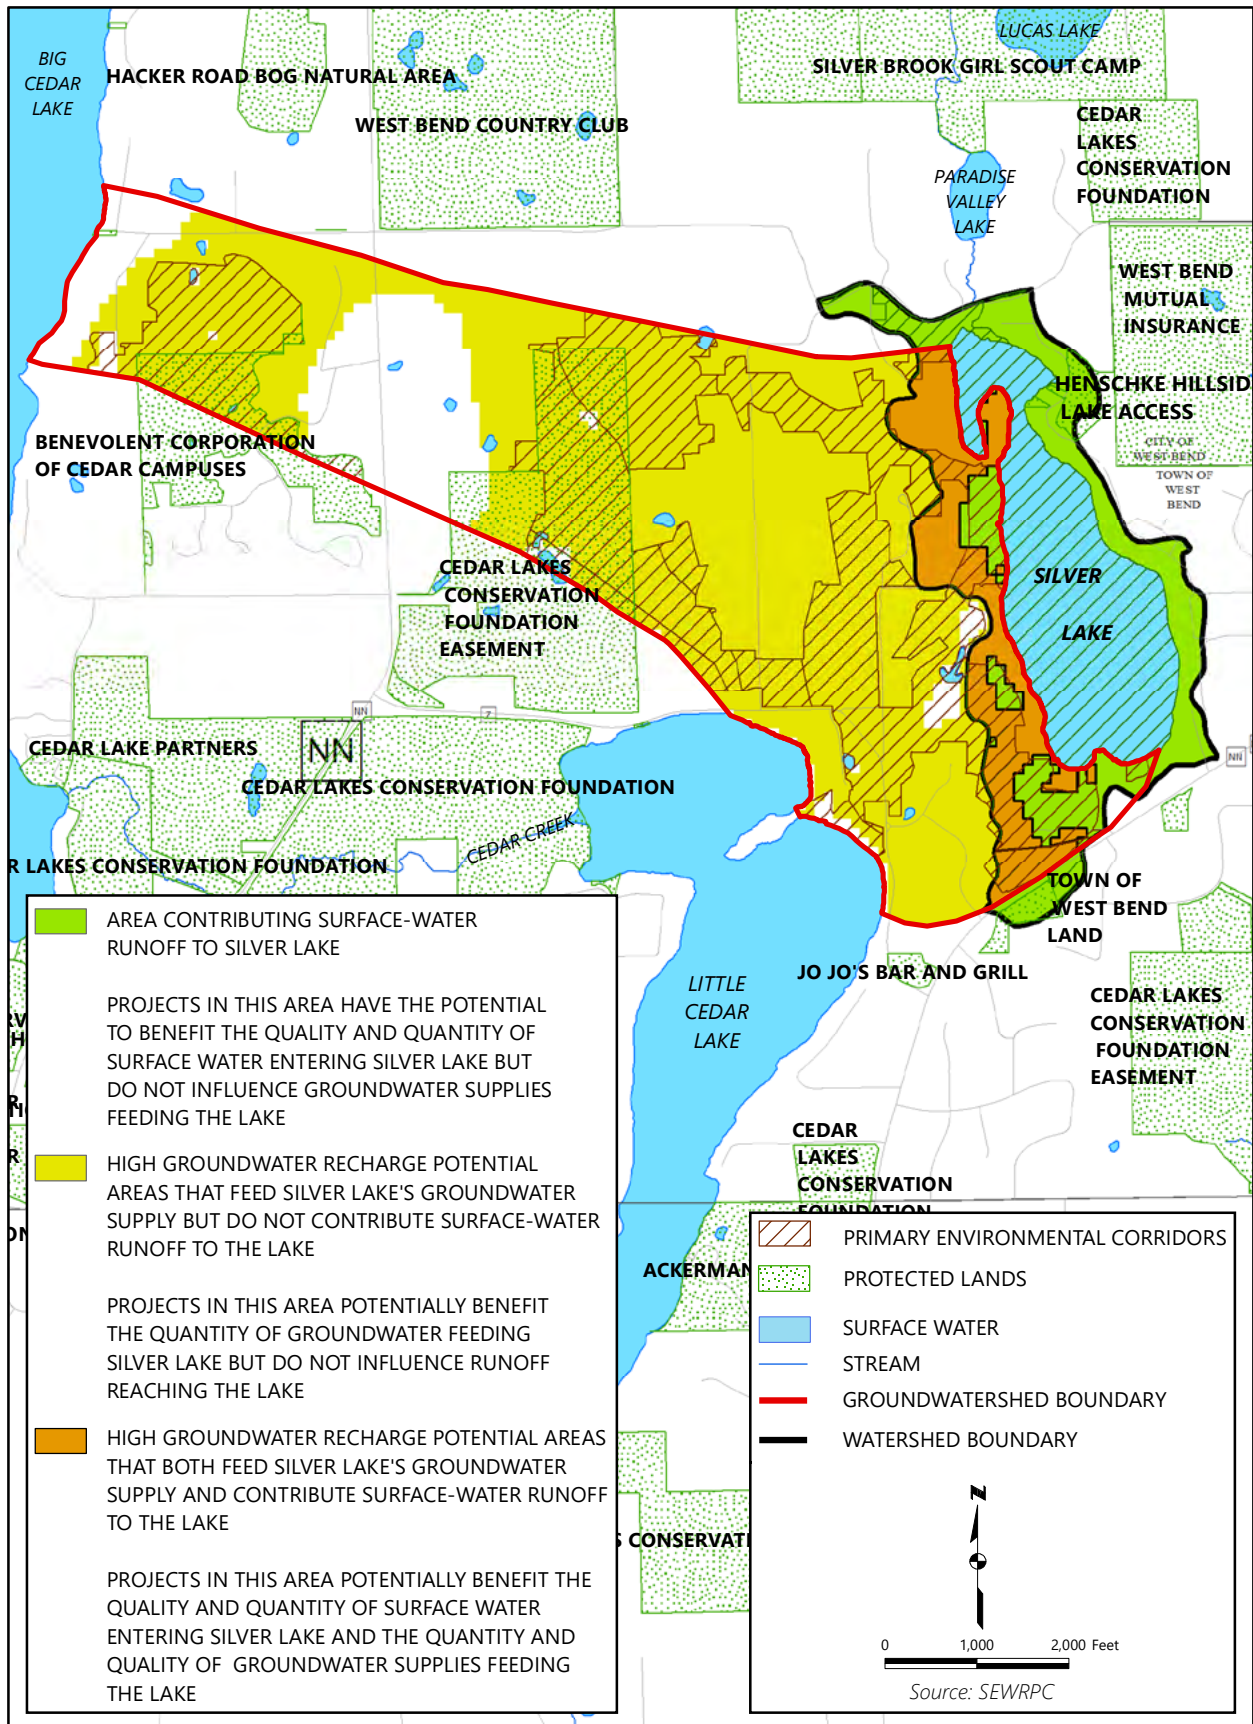 BIG
CEDAR
LAKE
HACKER ROAD BOG NATURAL AREA
WEST BEND COUNTRY CLUB
LUCAS LAKE
SILVER BROOK GIRL SCOUT CAMP
CEDAR
LAKES
CONSERVATION
FOUNDATION
PARADISE
VALLEY
LAKE
WEST BEND
MUTUAL
INSURANCE
HENSCHKE HILLSID
LAKE ACCESS
CITY OF
WEST BEND
TOWN OF
WEST
BEND
BENEVOLENT CORPORATION
OF CEDAR CAMPUSES
CEDAR LAKES
CONSERVATION
FOUNDATION
EASEMENT
SILVER
LAKE
NN
Z
NN
NN
CEDAR LAKE PARTNERS
CEDAR LAKES CONSERVATION FOUNDATION
CEDAR CREEK
R LAKES CONSERVATION FOUNDATION
TOWN OF
WEST BEND
LAND
JO JO'S BAR AND GRILL
LITTLE
CEDAR
LAKE
CEDAR LAKES
CONSERVATION
FOUNDATION
EASEMENT
CEDAR
LAKES
CONSERVATION
FOUNDATION
ACKERMAN
S CONSERVATI
AREA CONTRIBUTING SURFACE-WATER
RUNOFF TO SILVER LAKE
PROJECTS IN THIS AREA HAVE THE POTENTIAL
TO BENEFIT THE QUALITY AND QUANTITY OF
SURFACE WATER ENTERING SILVER LAKE BUT
DO NOT INFLUENCE GROUNDWATER SUPPLIES
FEEDING THE LAKE
HIGH GROUNDWATER RECHARGE POTENTIAL
AREAS THAT FEED SILVER LAKE'S GROUNDWATER
SUPPLY BUT DO NOT CONTRIBUTE SURFACE-WATER
RUNOFF TO THE LAKE
PROJECTS IN THIS AREA POTENTIALLY BENEFIT
THE QUANTITY OF GROUNDWATER FEEDING
SILVER LAKE BUT DO NOT INFLUENCE RUNOFF
REACHING THE LAKE
HIGH GROUNDWATER RECHARGE POTENTIAL AREAS
THAT BOTH FEED SILVER LAKE'S GROUNDWATER
SUPPLY AND CONTRIBUTE SURFACE-WATER RUNOFF
TO THE LAKE
PROJECTS IN THIS AREA POTENTIALLY BENEFIT THE
QUALITY AND QUANTITY OF SURFACE WATER
ENTERING SILVER LAKE AND THE QUANTITY AND
QUALITY OF GROUNDWATER SUPPLIES FEEDING
THE LAKE
PRIMARY ENVIRONMENTAL CORRIDORS
PROTECTED LANDS
SURFACE WATER
STREAM
GROUNDWATERSHED BOUNDARY
WATERSHED BOUNDARY
N
0 1,000 2,000 Feet
Source: SEWRPC